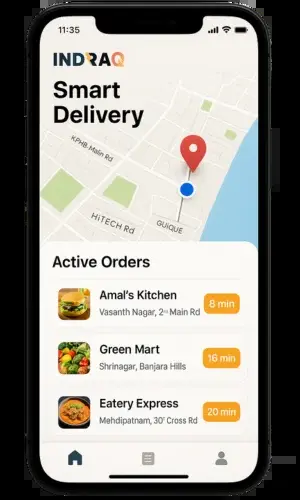 11:35
INDRAQ
Smart
Delivery
KPHB Main Rd
HiTECH Rd
GUIQUE
Active Orders
Amal's Kitchen
Vasanth Nagar, 2ⁿᵈ Main Rd
8 min
Green Mart
Shrinagar, Banjara Hills
16 min
Eatery Express
Mehdipatnam, 30' Cross Rd
20 min